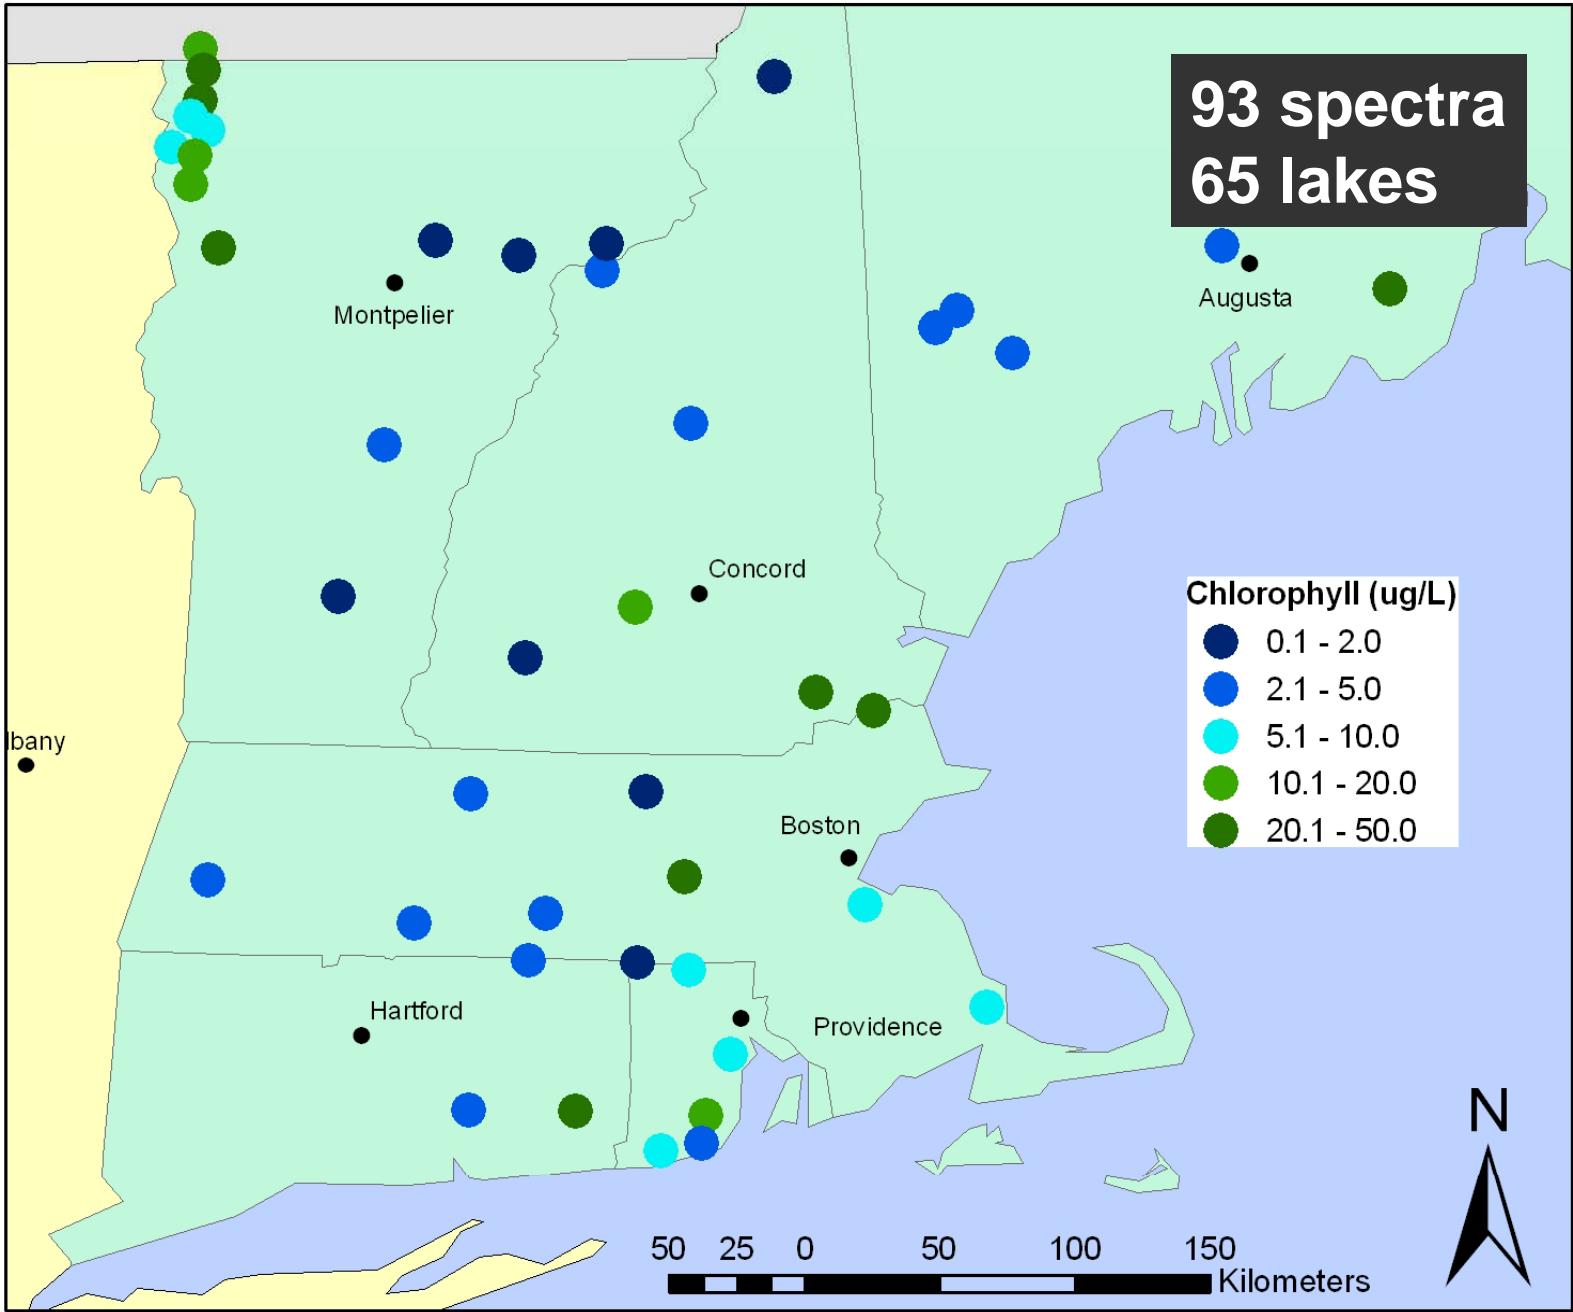 93 spectra
65 lakes
Montpelier
Augusta
Concord
Chlorophyll (ug/L)
0.1 - 2.0
2.1 - 5.0
5.1 - 10.0
10.1 - 20.0
20.1 - 50.0
lbany
Boston
Hartford
Providence
N
50 25 0 50 100 150
Kilometers